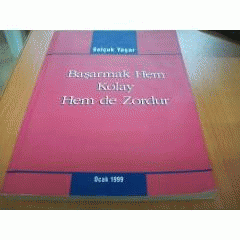 Selçuk Yaşar
Başarmak Hem
Kolay
Hem de Zordur
Ocak 1999